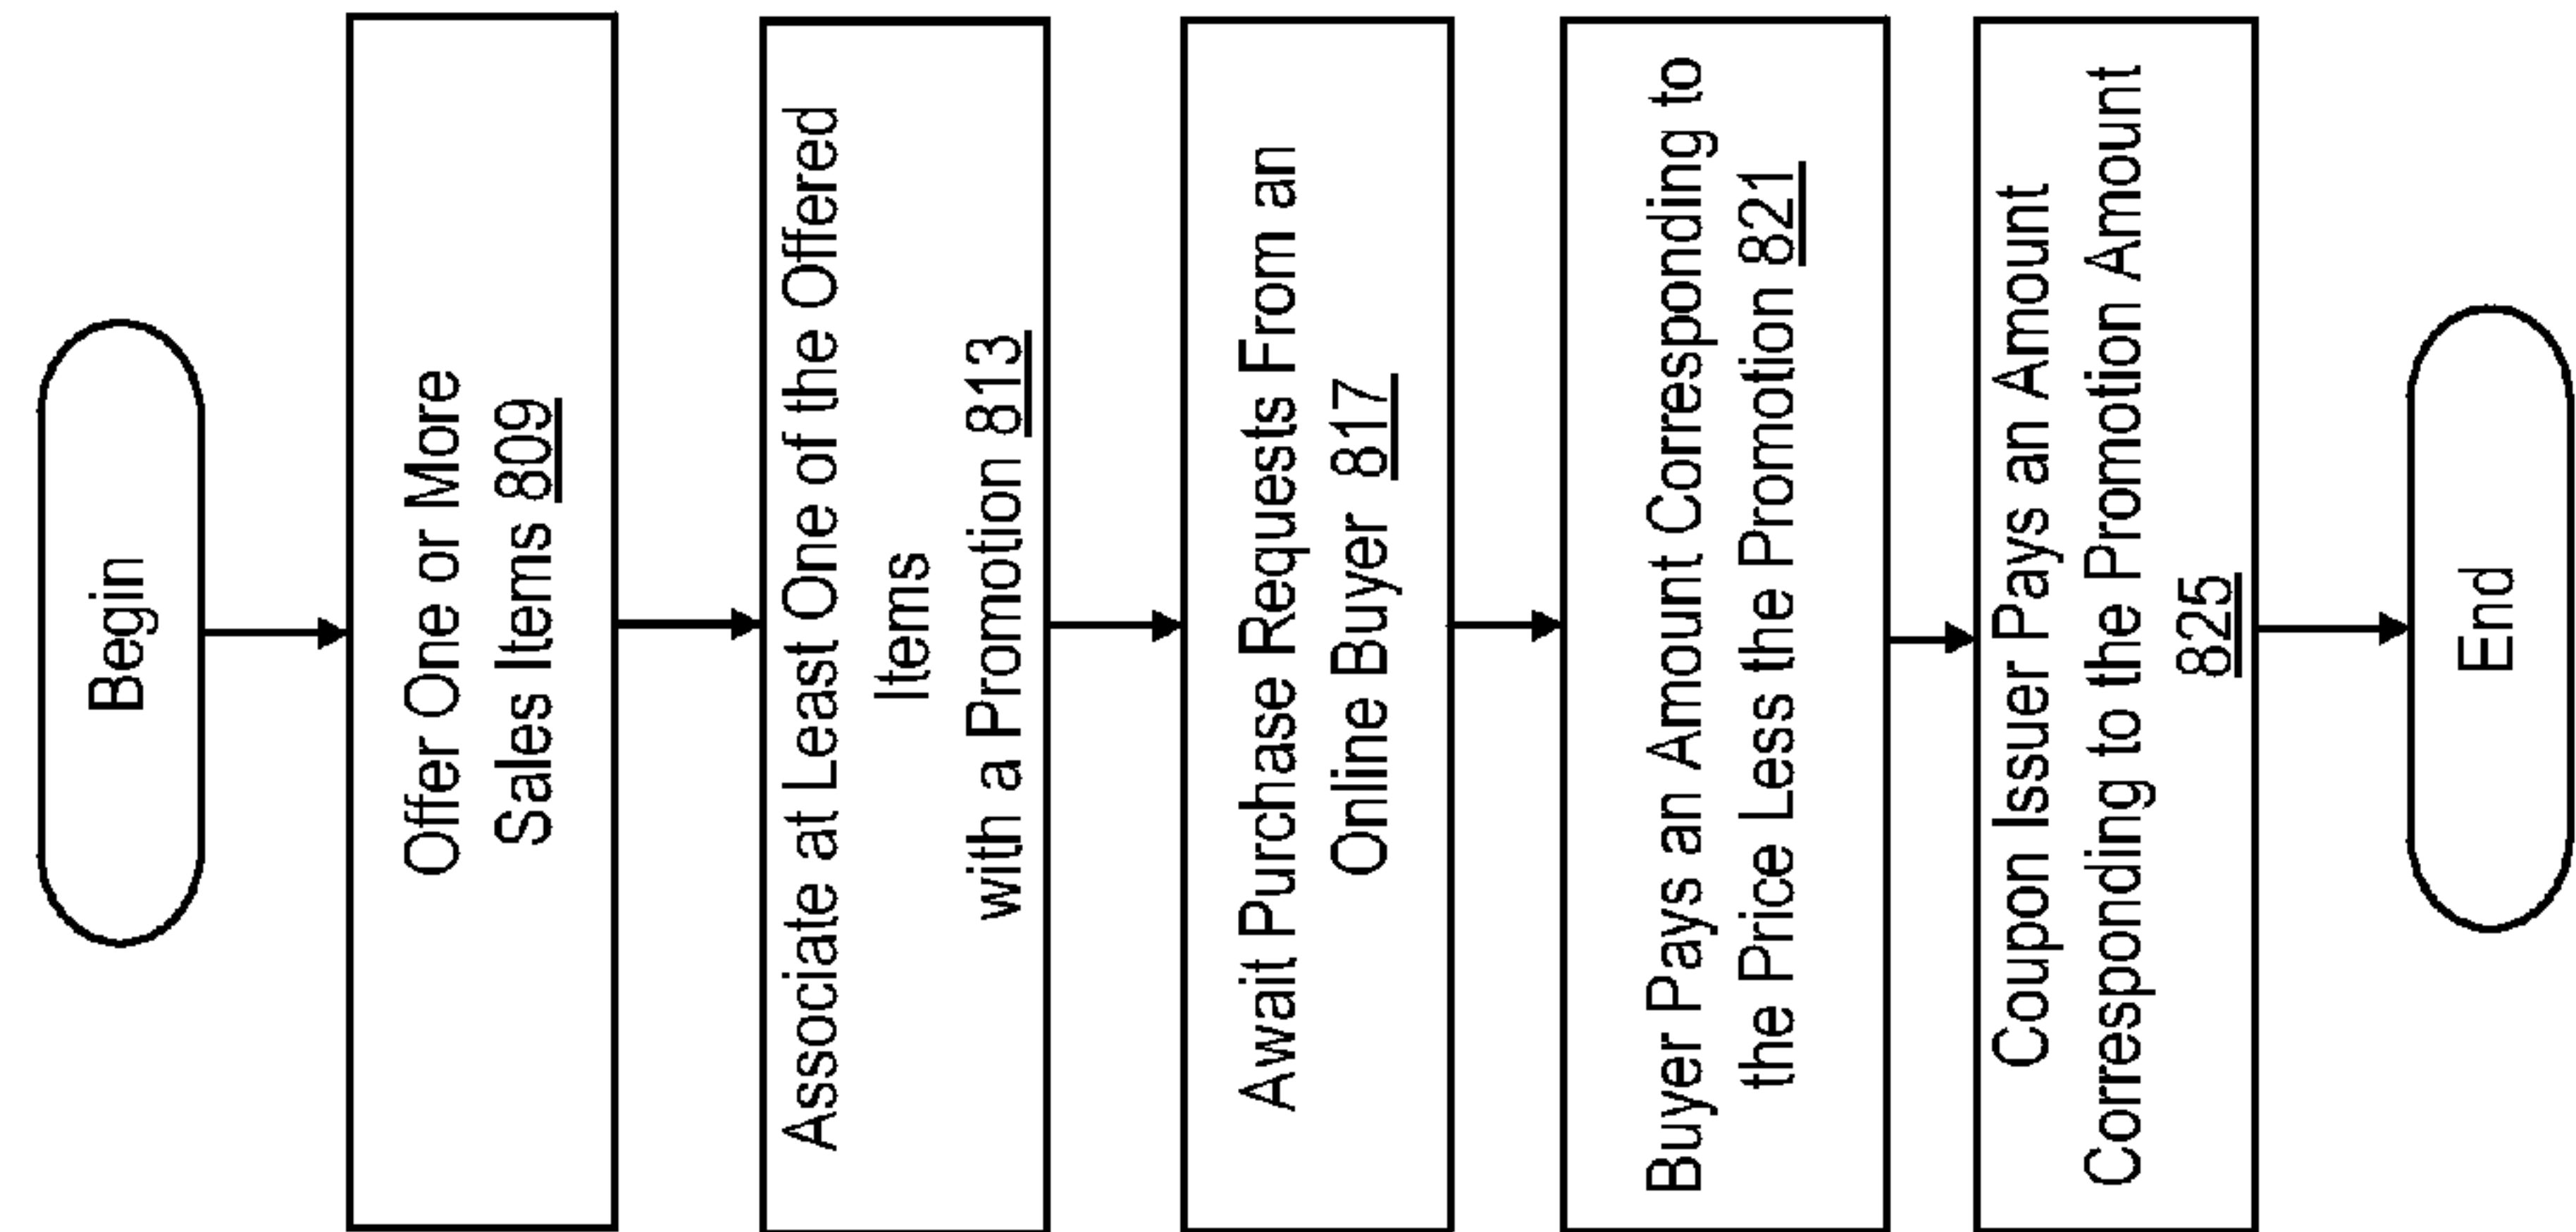 Begin
Offer One or More
Sales Items 809
Associate at Least One of the Offered
Items
with a Promotion 813
Await Purchase Requests From an
Online Buyer 817
Buyer Pays an Amount Corresponding to
the Price Less the Promotion 821
Coupon Issuer Pays an Amount
Corresponding to the Promotion Amount
825
End